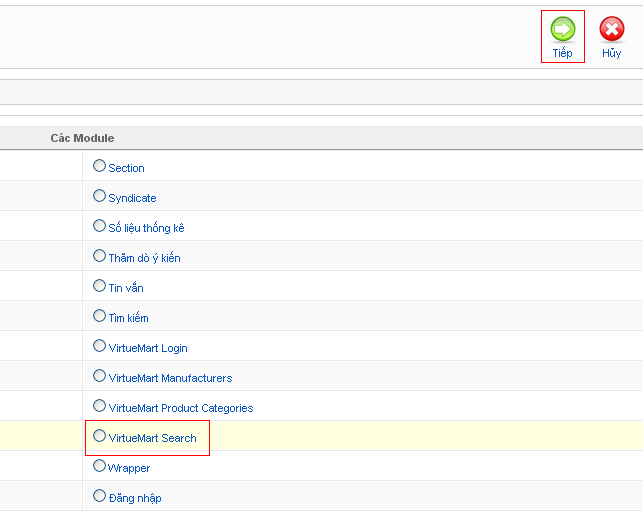 Tiếp
Hủy
Các Module
Section
Syndicate
Số liệu thống kê
Thăm dò ý kiến
Tin vắn
Tìm kiếm
VirtueMart Login
VirtueMart Manufacturers
VirtueMart Product Categories
VirtueMart Search
Wrapper
Đăng nhập